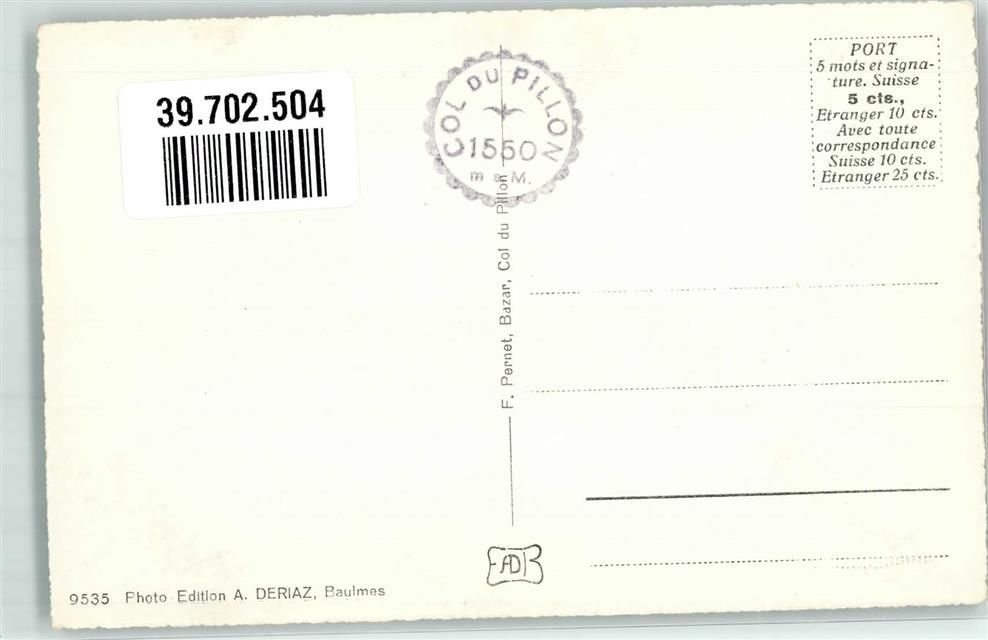 39.702.504
COL DU PILLON
1550
m s M.
PORT
5 mots et signa-
ture. Suisse
5 cts.,
Etranger 10 cts.
Avec toute
correspondance
Suisse 10 cts.
Etranger 25 cts.
F. Pernet, Bazar, Col du Pillon
ADB
9535 Photo Edition A. DERIAZ, Baulmes